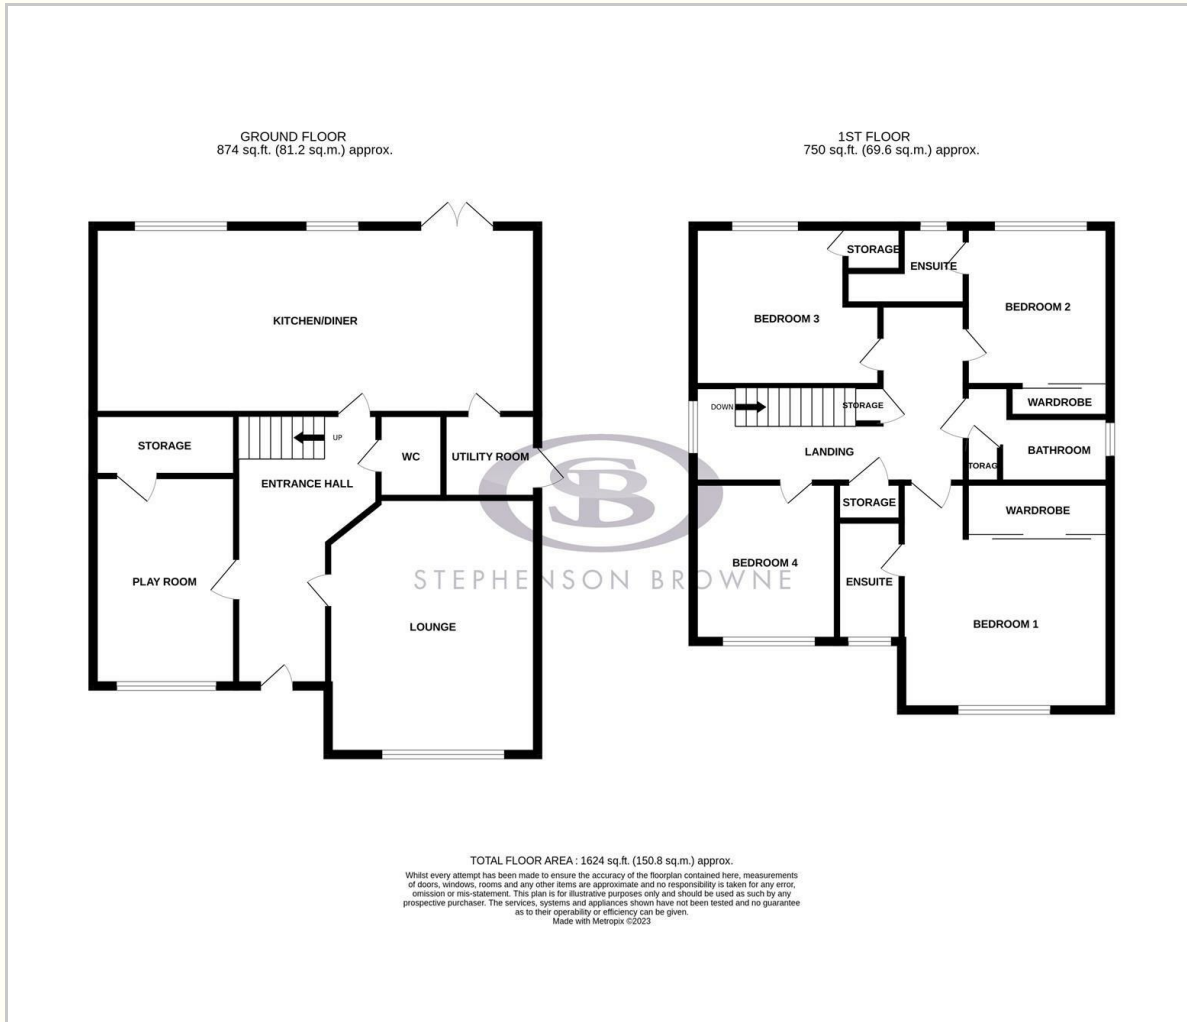 GROUND FLOOR
874 sq.ft. (81.2 sq.m.) approx.
KITCHEN/DINER
STORAGE
UP
WC
UTILITY ROOM
ENTRANCE HALL
PLAY ROOM
LOUNGE
1ST FLOOR
750 sq.ft. (69.6 sq.m.) approx.
STORAGE
ENSUITE
BEDROOM 3
BEDROOM 2
DOWN
STORAGE
WARDROBE
LANDING
BATHROOM
TORAG
STORAGE
WARDROBE
BEDROOM 4
ENSUITE
BEDROOM 1
SB
STEPHENSON BROWNE
TOTAL FLOOR AREA : 1624 sq.ft. (150.8 sq.m.) approx.
Whilst every attempt has been made to ensure the accuracy of the floorplan contained here, measurements
of doors, windows, rooms and any other items are approximate and no responsibility is taken for any error,
omission or mis-statement. This plan is for illustrative purposes only and should be used as such by any
prospective purchaser. The services, systems and appliances shown have not been tested and no guarantee
as to their operability or efficiency can be given.
Made with Metropix ©2023